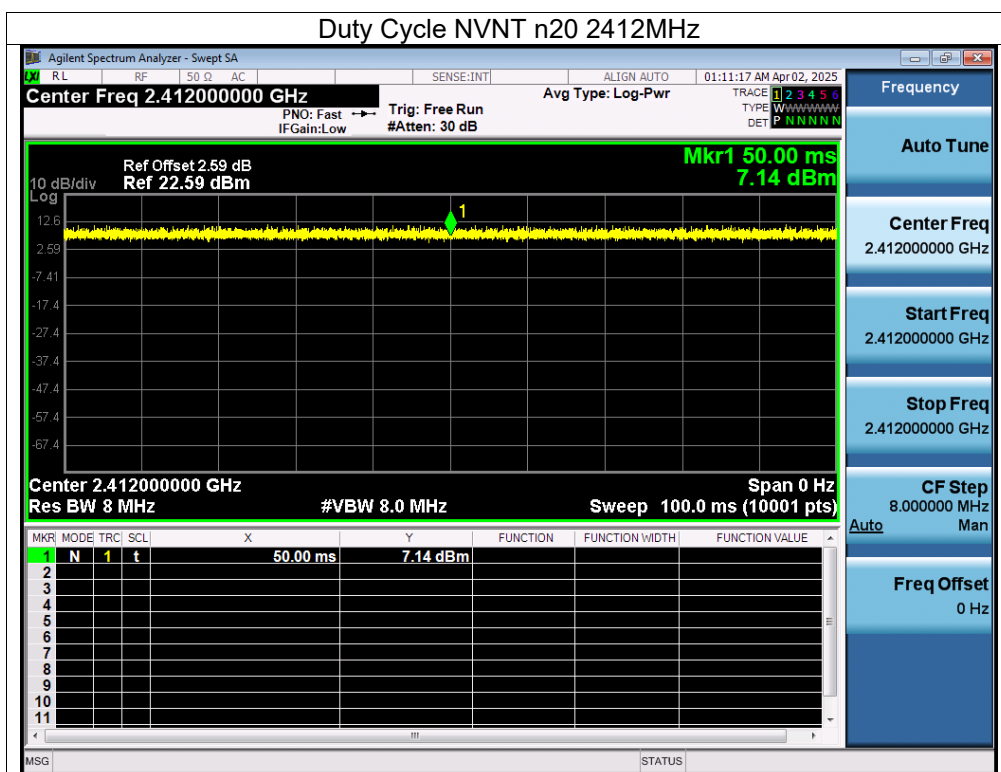 Duty Cycle NVNT n20 2412MHz
Agilent Spectrum Analyzer - Swept SA
LXI RL RF 50 Ω AC SENSE:INT ALIGN AUTO 01:11:17 AM Apr 02, 2025
Center Freq 2.412000000 GHz
PNO: Fast
IFGain:Low
Trig: Free Run
#Atten: 30 dB
Avg Type: Log-Pwr
TRACE 1 2 3 4 5 6
TYPE WWWWWWW
DET P N N N N N
Mkr1 50.00 ms
7.14 dBm
Ref Offset 2.59 dB
10 dB/div Ref 22.59 dBm
Log
1
12.6
2.59
-7.41
-17.4
-27.4
-37.4
-47.4
-57.4
-67.4
Center 2.412000000 GHz Span 0 Hz
Res BW 8 MHz #VBW 8.0 MHz Sweep 100.0 ms (10001 pts)
MKR MODE TRC SCL X Y FUNCTION FUNCTION WIDTH FUNCTION VALUE
1 N 1 t 50.00 ms 7.14 dBm
2
3
4
5
6
7
8
9
10
11
MSG STATUS
Frequency
Auto Tune
Center Freq
2.412000000 GHz
Start Freq
2.412000000 GHz
Stop Freq
2.412000000 GHz
CF Step
8.000000 MHz
Auto Man
Freq Offset
0 Hz